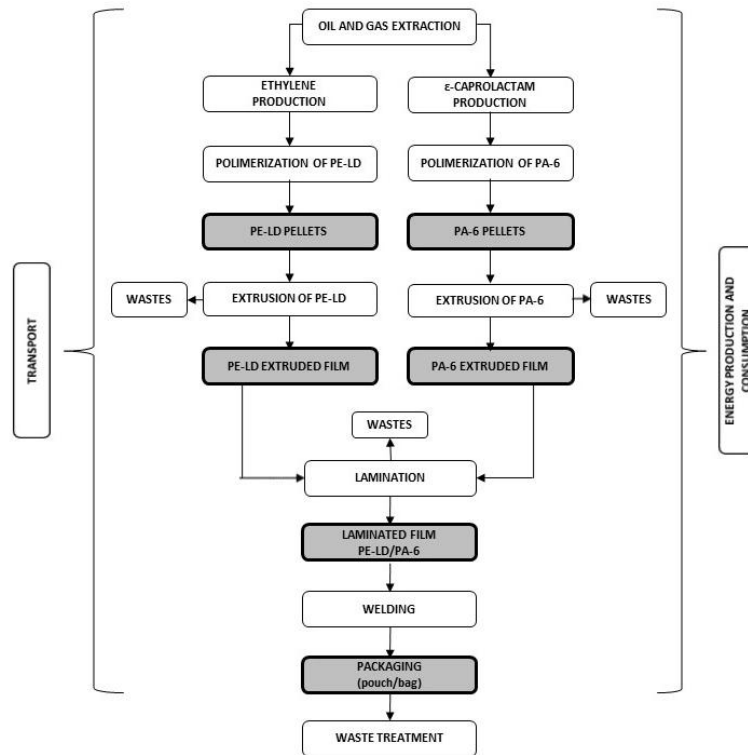 OIL AND GAS EXTRACTION
ETHYLENE
PRODUCTION
ε-CAPROLACTAM
PRODUCTION
POLIMERIZATION OF PE-LD
POLIMERIZATION OF PA-6
PE-LD PELLETS
PA-6 PELLETS
WASTES
EXTRUSION OF PE-LD
EXTRUSION OF PA-6
WASTES
PE-LD EXTRUDED FILM
PA-6 EXTRUDED FILM
TRANSPORT
ENERGY PRODUCTION AND
CONSUMPTION
WASTES
LAMINATION
LAMINATED FILM
PE-LD/PA-6
WELDING
PACKAGING
(pouch/bag)
WASTE TREATMENT